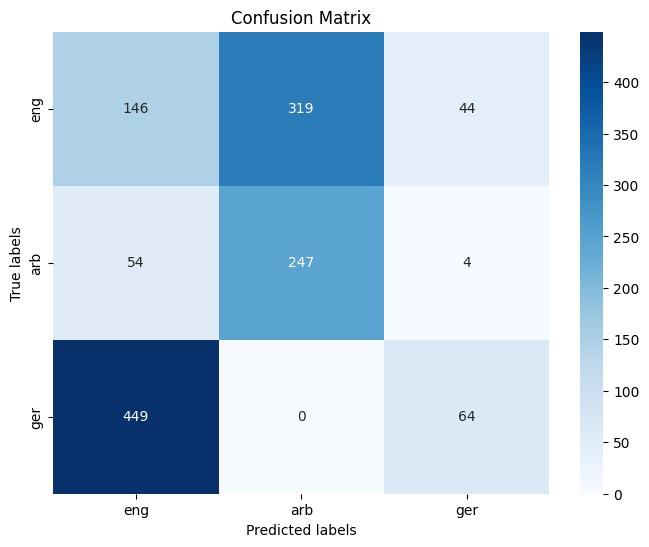 Confusion Matrix
eng 146 319 44
arb 54 247 4
ger 449 0 64
eng arb ger
Predicted labels
True labels
400
350
300
250
200
150
100
50
0